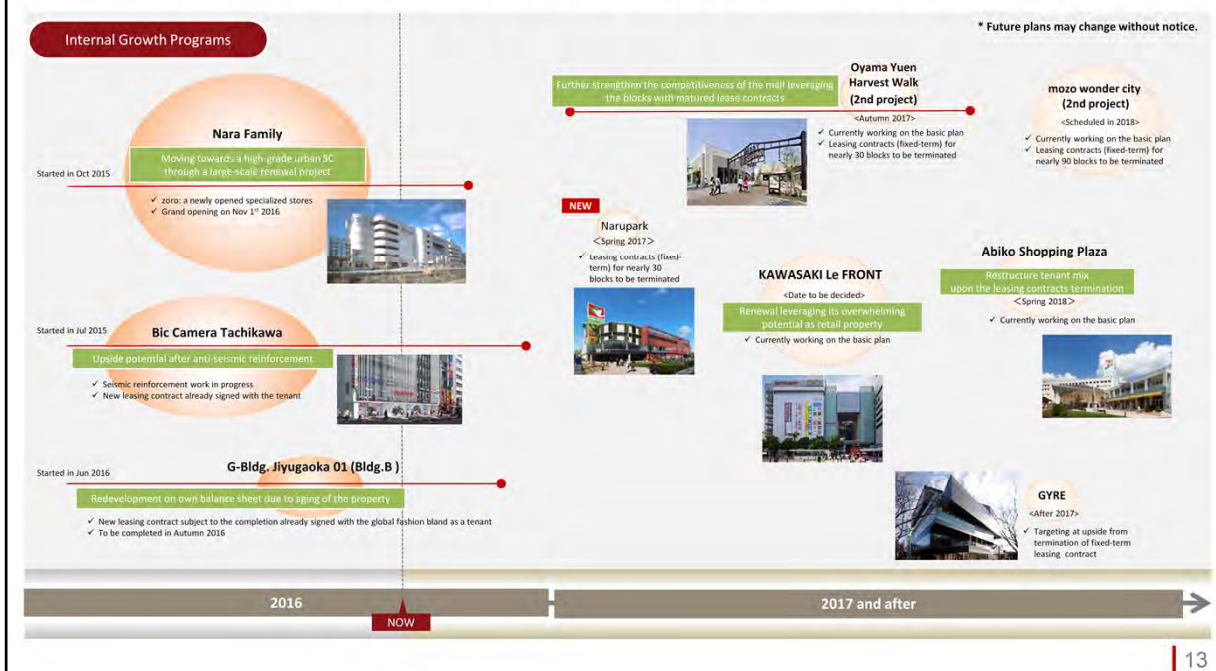 Internal Growth Programs
* Future plans may change without notice.
Nara Family
Moving towards a high-grade urban SC
through a large-scale renewal project
Started in Oct 2015
✓ zoro: a newly opened specialized stores
✓ Grand opening on Nov 1st 2016
Bic Camera Tachikawa
Started in Jul 2015
Upside potential after anti-seismic reinforcement
✓ Seismic reinforcement work in progress
✓ New leasing contract already signed with the tenant
G-Bldg. Jiyugaoka 01 (Bldg.B )
Started in Jun 2016
Redevelopment on own balance sheet due to aging of the property
✓ New leasing contract subject to the completion already signed with the global fashion bland as a tenant
✓ To be completed in Autumn 2016
Further strengthen the competitiveness of the mall leveraging
the blocks with matured lease contracts
Oyama Yuen
Harvest Walk
(2nd project)
<Autumn 2017>
✓ Currently working on the basic plan
✓ Leasing contracts (fixed-term) for
nearly 30 blocks to be terminated
mozo wonder city
(2nd project)
<Scheduled in 2018>
✓ Currently working on the basic plan
✓ Leasing contracts (fixed-term) for
nearly 90 blocks to be terminated
NEW
Narupark
＜Spring 2017＞
✓ Leasing contracts (fixed-
term) for nearly 30
blocks to be terminated
KAWASAKI Le FRONT
<Date to be decided>
Renewal leveraging its overwhelming
potential as retail property
✓ Currently working on the basic plan
Abiko Shopping Plaza
Restructure tenant mix
upon the leasing contracts termination
＜Spring 2018＞
✓ Currently working on the basic plan
GYRE
<After 2017>
✓ Targeting at upside from
termination of fixed-term
leasing contract
2016
2017 and after
NOW
13